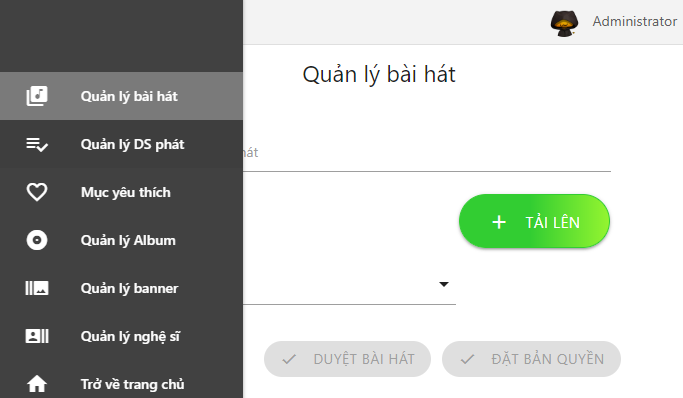 Administrator
Quản lý bài hát
Quản lý bài hát
Quản lý DS phát
hát
Mục yêu thích
TẢI LÊN
Quản lý Album
Quản lý banner
Quản lý nghệ sĩ
DUYỆT BÀI HÁT
ĐẶT BẢN QUYỀN
Trở về trang chủ